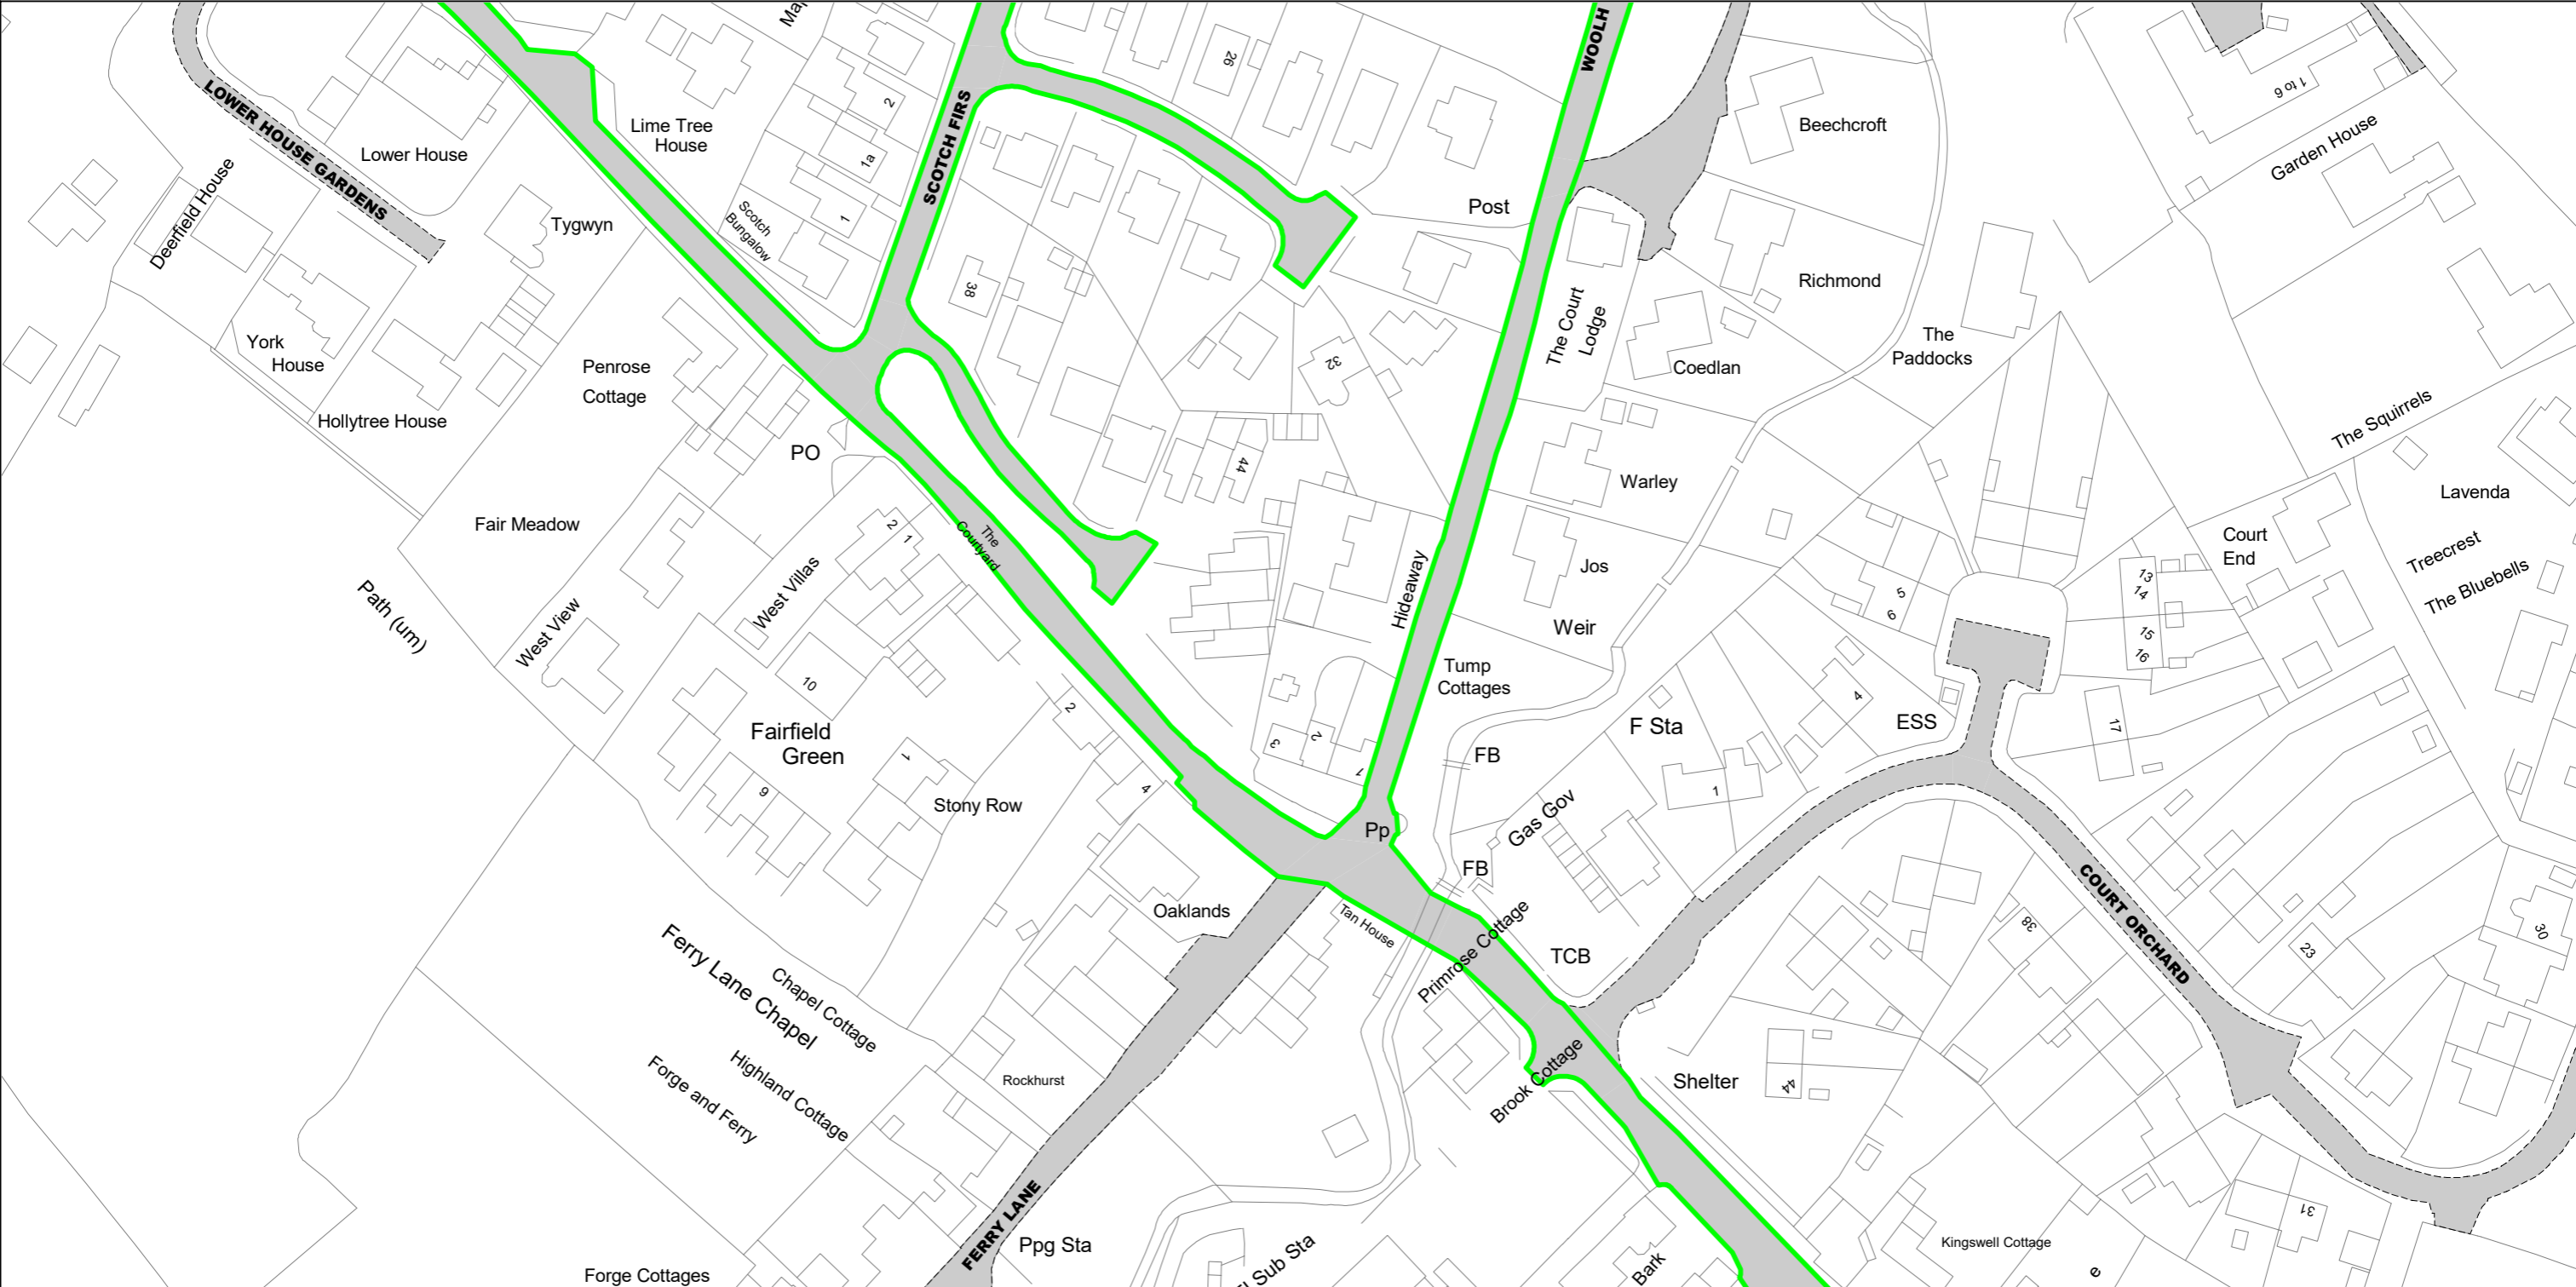 WOOLH
26
1 to 6
LOWER HOUSE GARDENS
Lime Tree
House
2
SCOTCH FIRS
Beechcroft
Garden House
Lower House
1a
Deerfield House
Tygwyn
Scotch
Bungalow
1
Post
38
Richmond
York
House
The Court
Lodge
The
Paddocks
Penrose
Cottage
32
Coedlan
Hollytree House
The Squirrels
PO
44
Warley
Lavenda
Fair Meadow
2
1
The
Courtyard
Court
End
Treecrest
The Bluebells
Path (um)
West Villas
West View
Hideaway
Jos
Weir
5
6
13
14
15
16
10
Tump
Cottages
4
Fairfield
Green
2
3
2
1
F Sta
ESS
17
1
FB
9
Stony Row
4
1
Pp
Gas Gov
FB
COURT ORCHARD
Oaklands
Tan House
Primrose Cottage
TCB
38
23
30
Ferry Lane Chapel
Chapel Cottage
Highland Cottage
Forge and Ferry
Rockhurst
Brook Cottage
Shelter
44
FERRY LANE
Ppg Sta
Sub Sta
Bark
Kingswell Cottage
31
e
Forge Cottages